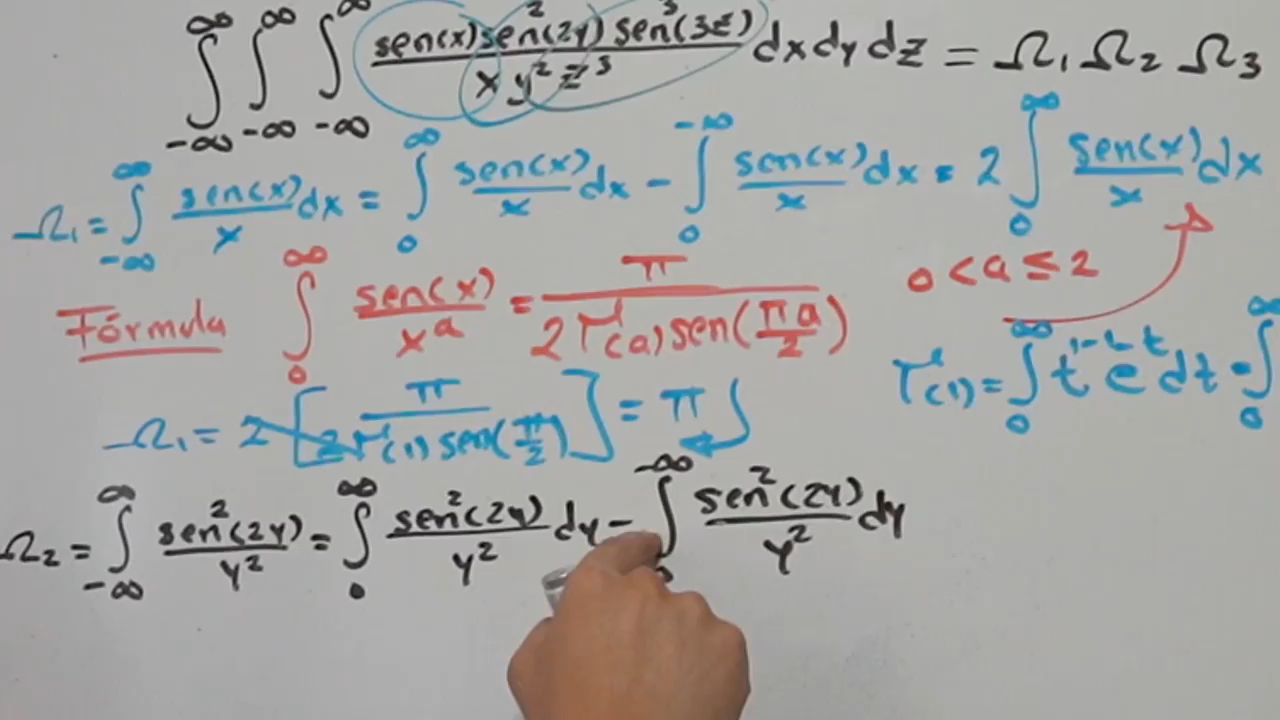 ∫_{-∞}^{∞} ∫_{-∞}^{∞} ∫_{-∞}^{∞} sen(x) sen²(2y) sen³(3z) / x y² z³ dx dy dz = Ω₁ Ω₂ Ω₃
Ω₁ = ∫_{-∞}^{∞} sen(x)/x dx = ∫_0^{∞} sen(x)/x dx - ∫_0^{-∞} sen(x)/x dx = 2 ∫_0^{∞} sen(x)/x dx
Fórmula ∫_0^{∞} sen(x)/x^a = π / 2Γ(a) sen(πa/2) 0 < a ≤ 2
Γ(1) = ∫_0^{∞} t^{1-1} e^{-t} dt = ∫_0^{∞}
Ω₁ = 2 [π / 2Γ(1) sen(π/2)] = π
Ω₂ = ∫_{-∞}^{∞} sen²(2y)/y² = ∫_0^{∞} sen²(2y)/y² dy - ∫^{-∞} sen²(2y)/y² dy